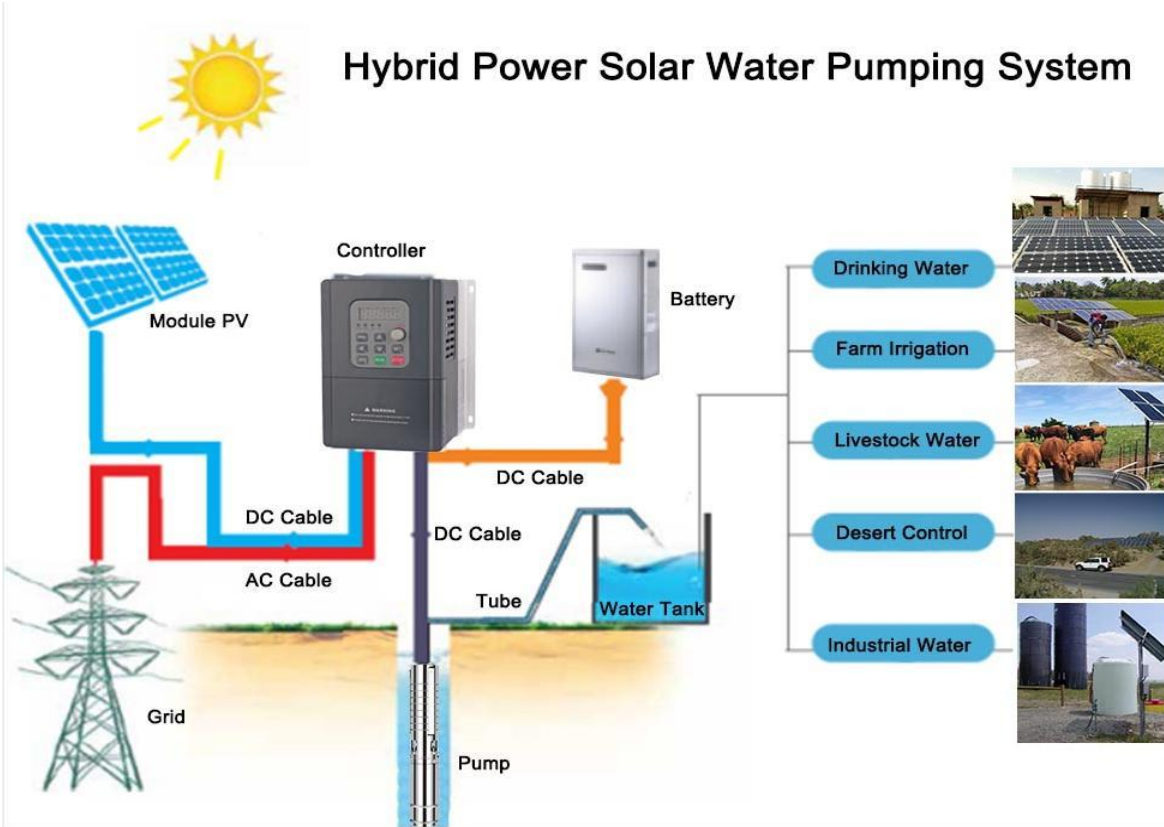 Hybrid Power Solar Water Pumping System
Controller
Module PV
Battery
WARNING
DC Cable
DC Cable
DC Cable
AC Cable
Tube
Water Tank
Grid
Pump
Drinking Water
Farm Irrigation
Livestock Water
Desert Control
Industrial Water